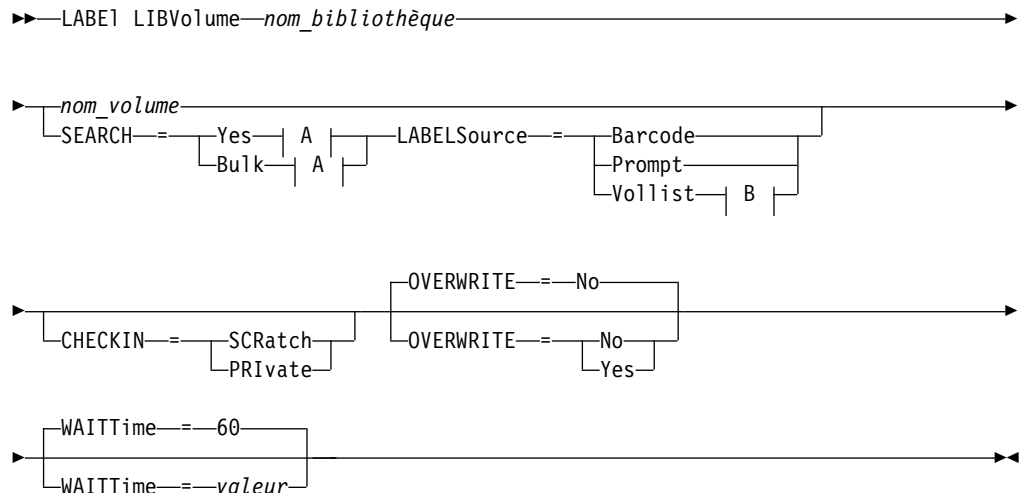 LABEl LIBVolume nom_bibliothèque
nom_volume
SEARCH = Yes A LABELSource = Barcode
Bulk A Prompt
Vollist B
OVERWRITE = No
CHECKIN = SCRatch OVERWRITE = No
PRIvate Yes
WAITTime = 60
WAITTime = valeur